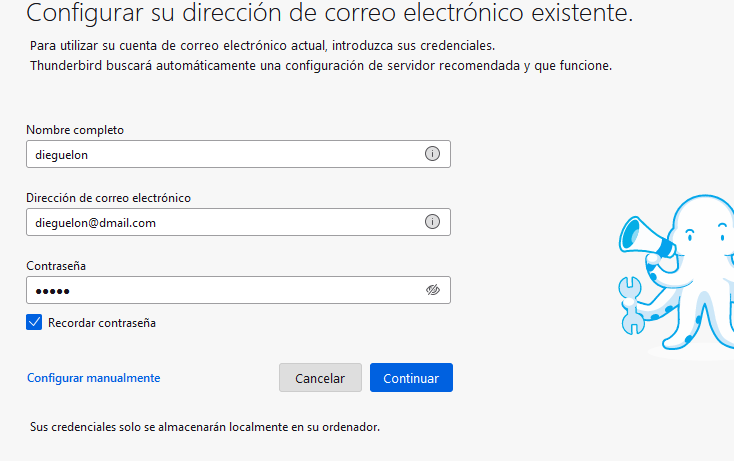 Configurar su dirección de correo electrónico existente.
Para utilizar su cuenta de correo electrónico actual, introduzca sus credenciales.
Thunderbird buscará automáticamente una configuración de servidor recomendada y que funcione.
Nombre completo
dieguelon
Dirección de correo electrónico
dieguelon@dmail.com
Contraseña
•••••
Recordar contraseña
Configurar manualmente
Cancelar
Continuar
Sus credenciales solo se almacenarán localmente en su ordenador.